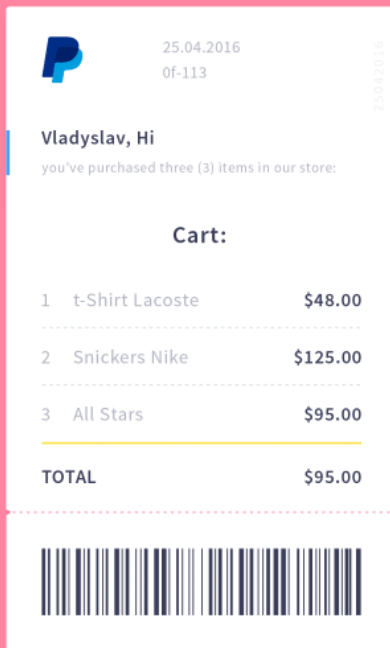 25.04.2016
0f-113
25042016
Vladyslav, Hi
you've purchased three (3) items in our store:
Cart:
1 t-Shirt Lacoste $48.00
2 Snickers Nike $125.00
3 All Stars $95.00
TOTAL $95.00